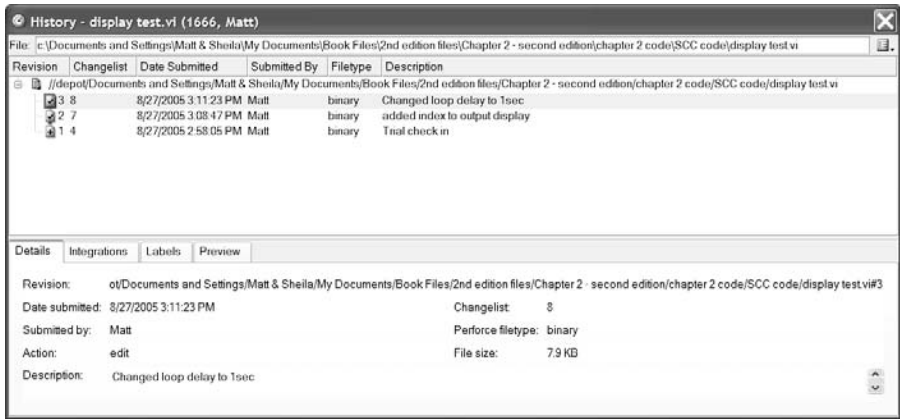 History - display test.vi (1666, Matt)
File: c:\Documents and Settings\Matt & Sheila\My Documents\Book Files\2nd edition files\Chapter 2 - second edition\chapter 2 code\SCC code\display test.vi
Revision Changelist Date Submitted Submitted By Filetype Description
//depot/Documents and Settings/Matt & Sheila/My Documents/Book Files/2nd edition files/Chapter 2 - second edition/chapter 2 code/SCC code/display test.vi
3 8 8/27/2005 3:11:23 PM Matt binary Changed loop delay to 1sec
2 7 8/27/2005 3:08:47 PM Matt binary added index to output display
1 4 8/27/2005 2:58:05 PM Matt binary Trial check in
Details Integrations Labels Preview
Revision: ot/Documents and Settings/Matt & Sheila/My Documents/Book Files/2nd edition files/Chapter 2 - second edition/chapter 2 code/SCC code/display test.vi#3
Date submitted: 8/27/2005 3:11:23 PM Changelist: 8
Submitted by: Matt Perforce filetype: binary
Action: edit File size: 7.9 KB
Description: Changed loop delay to 1sec